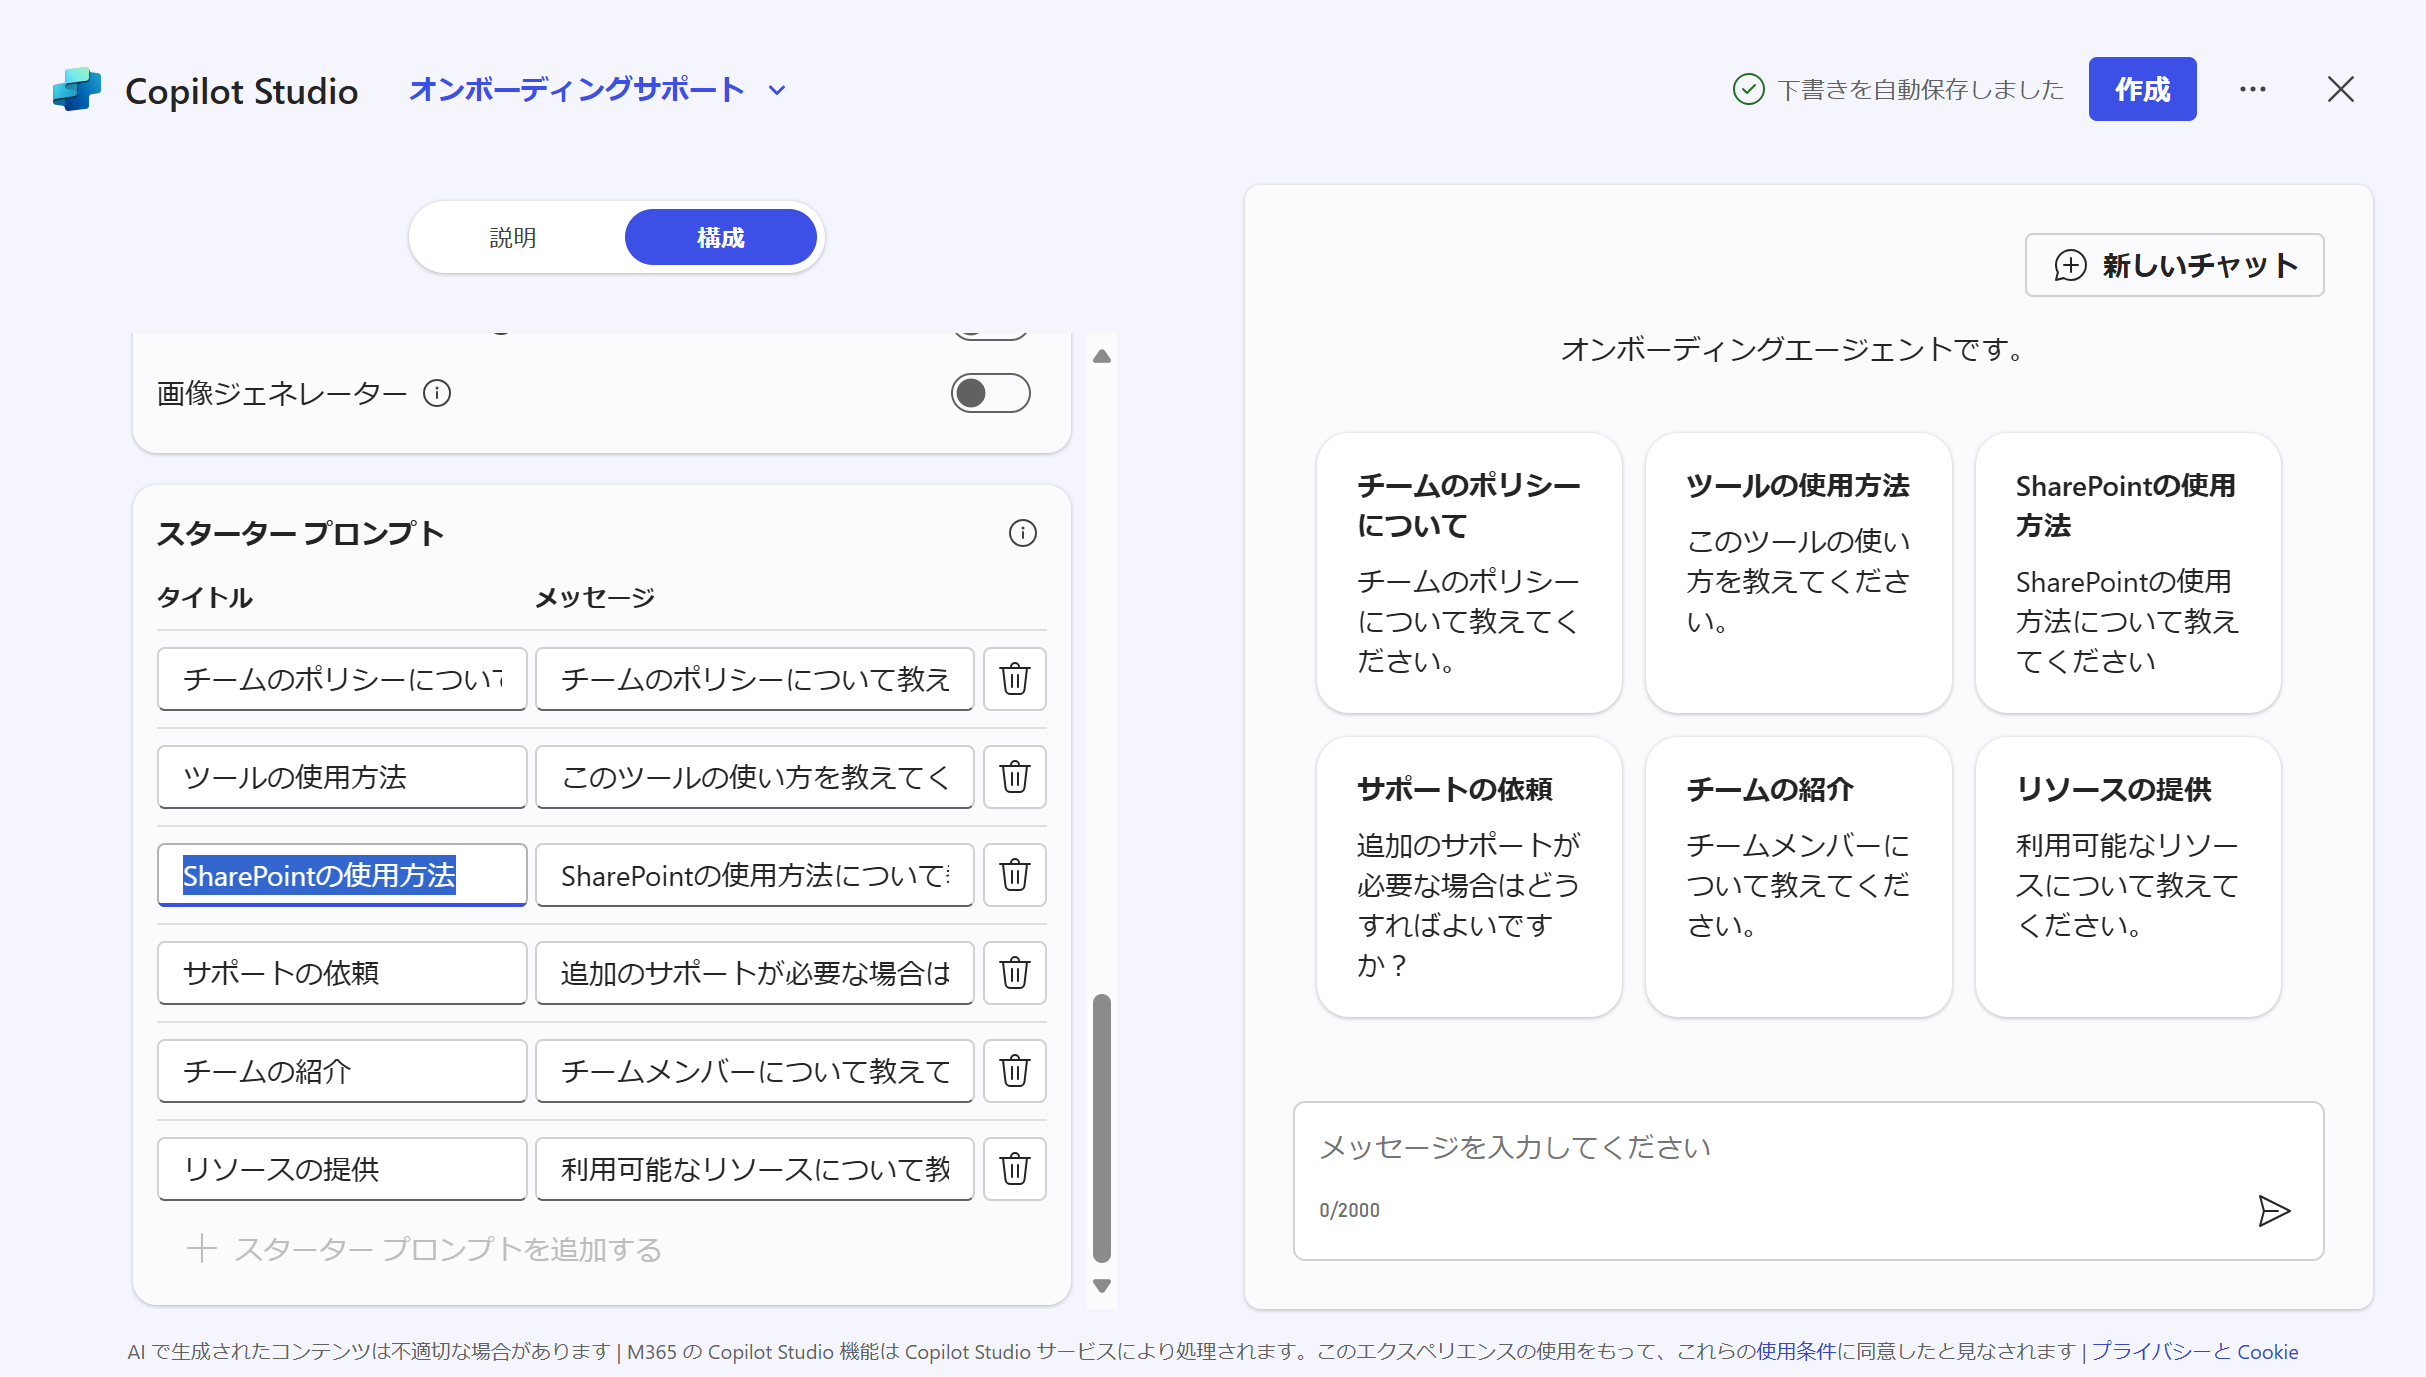 Copilot Studio
オンボーディングサポート
下書きを自動保存しました
作成
説明
構成
画像ジェネレーター
スターター プロンプト
タイトル
メッセージ
チームのポリシーについて
チームのポリシーについて教え
ツールの使用方法
このツールの使い方を教えてく
SharePointの使用方法
SharePointの使用方法について
サポートの依頼
追加のサポートが必要な場合は
チームの紹介
チームメンバーについて教えて
リソースの提供
利用可能なリソースについて教
スターター プロンプトを追加する
新しいチャット
オンボーディングエージェントです。
チームのポリシー
について
チームのポリシー
について教えてく
ださい。
ツールの使用方法
このツールの使い
方を教えてくださ
い。
SharePointの使用
方法
SharePointの使用
方法について教え
てください
サポートの依頼
追加のサポートが
必要な場合はどう
すればよいです
か？
チームの紹介
チームメンバーに
ついて教えてくだ
さい。
リソースの提供
利用可能なリソー
スについて教えて
ください。
メッセージを入力してください
0/2000
AI で生成されたコンテンツは不適切な場合があります | M365 の Copilot Studio 機能は Copilot Studio サービスにより処理されます。このエクスペリエンスの使用をもって、これらの使用条件に同意したと見なされます | プライバシーと Cookie